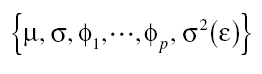 {μ, σ, ϕ₁,⋯,ϕₚ, σ²(ε)}